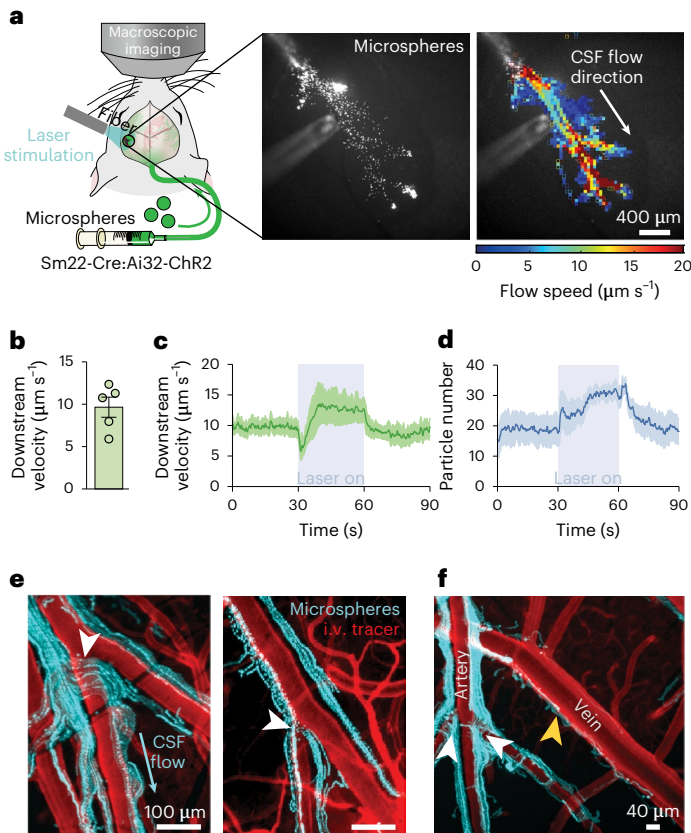 a
Macroscopic
imaging
Fiber
Laser
stimulation
Microspheres
Sm22-Cre:Ai32-ChR2
Microspheres
CSF flow
direction
400 µm
0 5 10 15 20
Flow speed (µm s⁻¹)
b
Downstream
velocity (µm s⁻¹)
15
10
5
0
c
Downstream
velocity (µm s⁻¹)
20
15
10
5
0
Laser on
0 30 60 90
Time (s)
d
Particle number
40
30
20
10
0
Laser on
0 30 60 90
Time (s)
e
CSF
flow
100 µm
Microspheres
i.v. tracer
f
Artery
Vein
40 µm